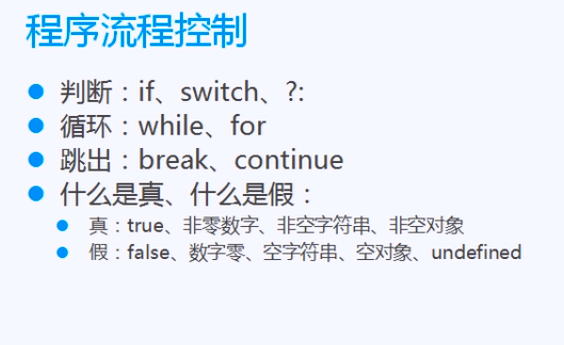 程序流程控制
判断：if、switch、?:
循环：while、for
跳出：break、continue
什么是真、什么是假：
真：true、非零数字、非空字符串、非空对象
假：false、数字零、空字符串、空对象、undefined